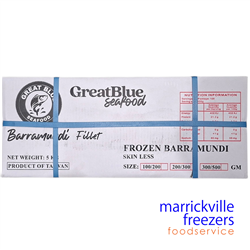 GREAT BLUE
SEAFOOD
GreatBlue
Seafood
NUTRITION INFORMATION
Barramundi Fillet
FROZEN BARRAMUNDI
SKIN LESS
NET WEIGHT: 5 K
PRODUCT OF TAIWAN
SIZE: 100/200 200/300 300/500 GM
marrickville
freezers
foodservice